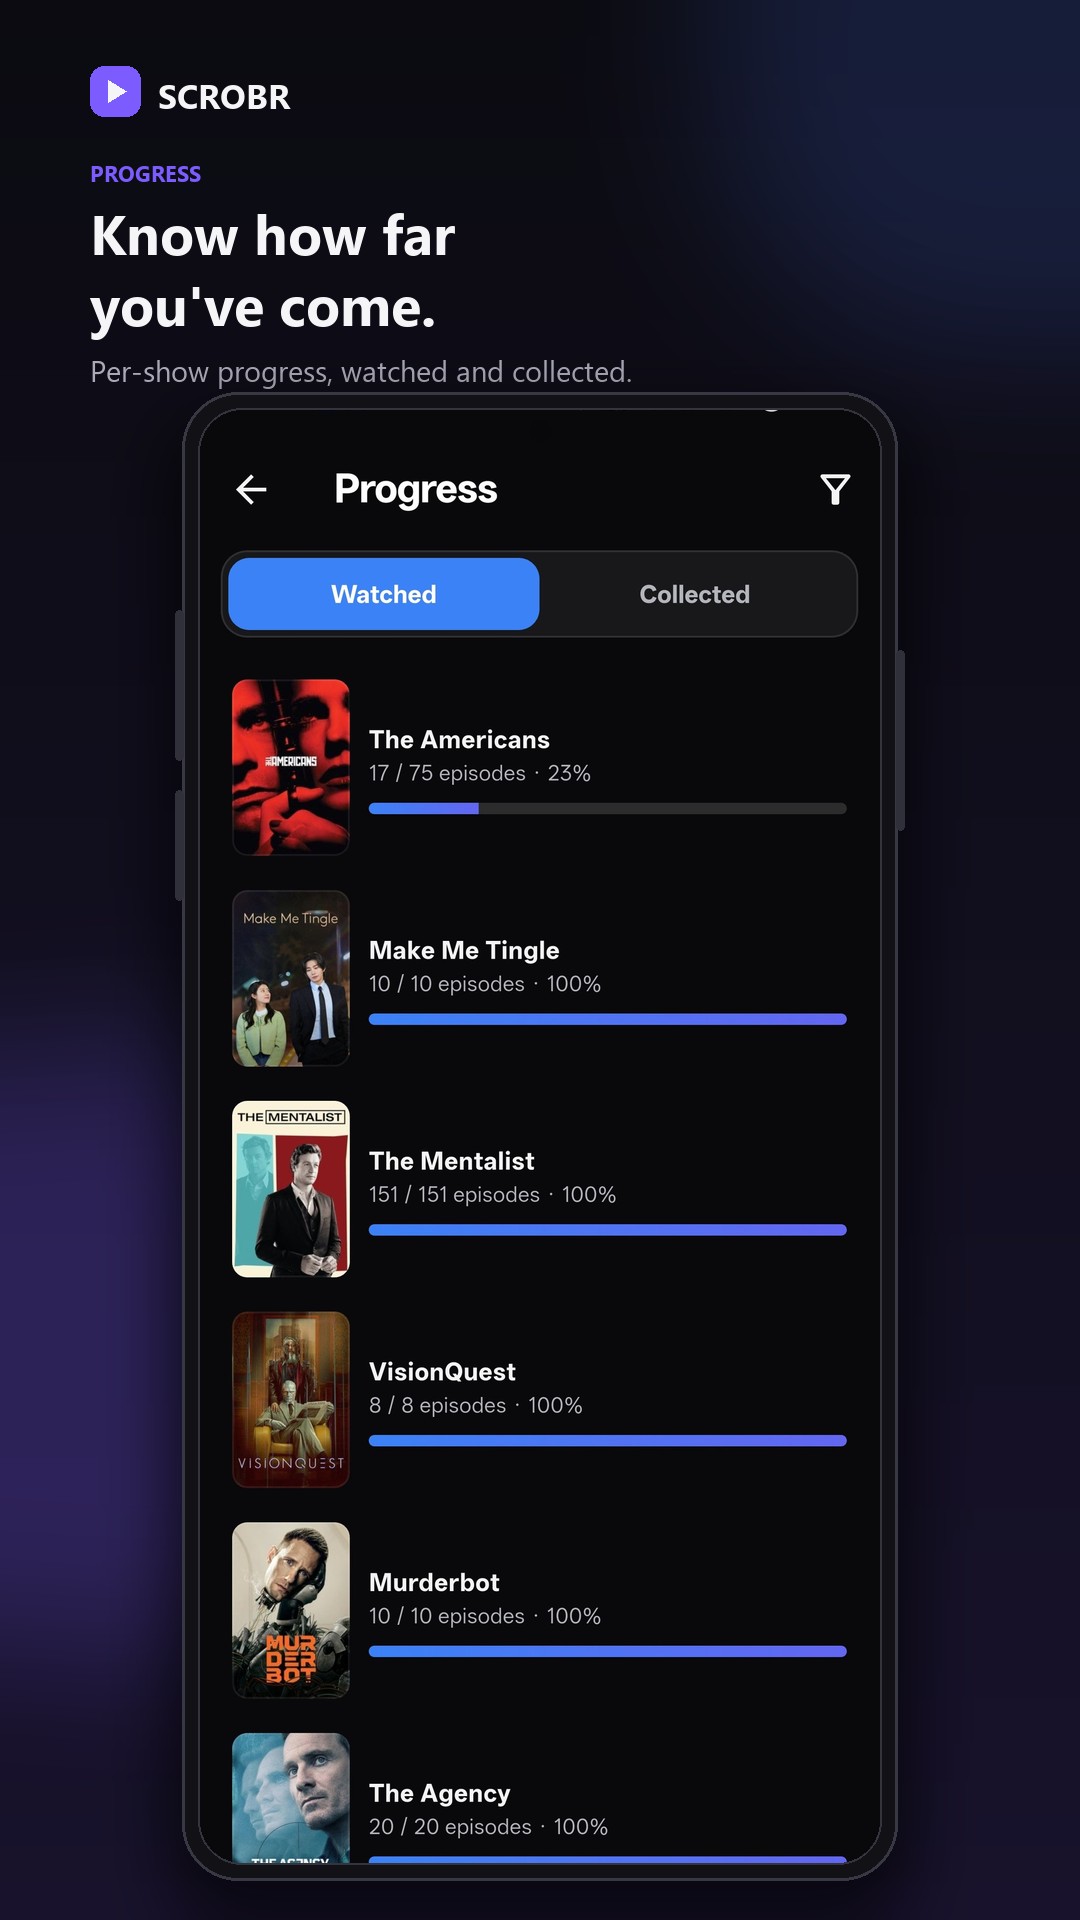 SCROBR
PROGRESS
Know how far
you've come.
Per-show progress, watched and collected.
Progress
Watched
Collected
THE AMERICANS
The Americans
17 / 75 episodes · 23%
Make Me Tingle
Make Me Tingle
10 / 10 episodes · 100%
THE MENTALIST
The Mentalist
151 / 151 episodes · 100%
VISIONQUEST
VisionQuest
8 / 8 episodes · 100%
MUR
DER
BOT
Murderbot
10 / 10 episodes · 100%
THE AGENCY
The Agency
20 / 20 episodes · 100%